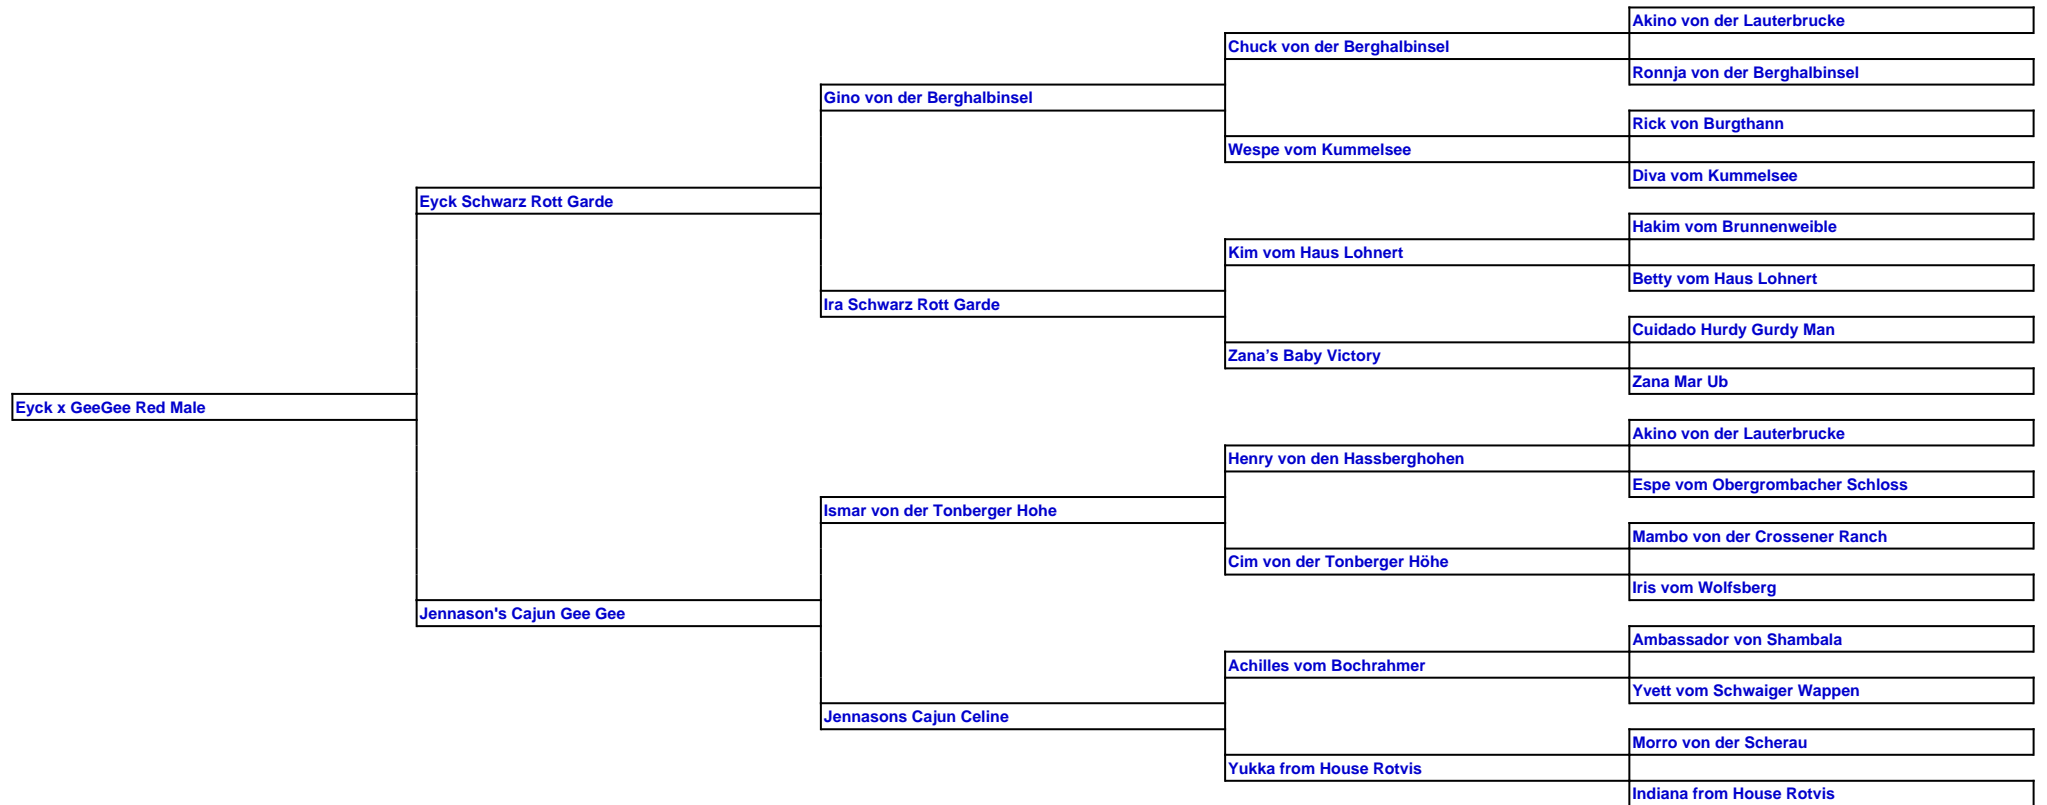 Akino von der Lauterbrucke
Chuck von der Berghalbinsel
Ronnja von der Berghalbinsel
Gino von der Berghalbinsel
Rick von Burgthann
Wespe vom Kummelsee
Diva vom Kummelsee
Eyck Schwarz Rott Garde
Hakim vom Brunnenweible
Kim vom Haus Lohnert
Betty vom Haus Lohnert
Ira Schwarz Rott Garde
Cuidado Hurdy Gurdy Man
Zana’s Baby Victory
Zana Mar Ub
Eyck x GeeGee Red Male
Akino von der Lauterbrucke
Henry von den Hassberghohen
Espe vom Obergrombacher Schloss
Ismar von der Tonberger Hohe
Mambo von der Crossener Ranch
Cim von der Tonberger Höhe
Iris vom Wolfsberg
Jennason's Cajun Gee Gee
Ambassador von Shambala
Achilles vom Bochrahmer
Yvett vom Schwaiger Wappen
Jennasons Cajun Celine
Morro von der Scherau
Yukka from House Rotvis
Indiana from House Rotvis